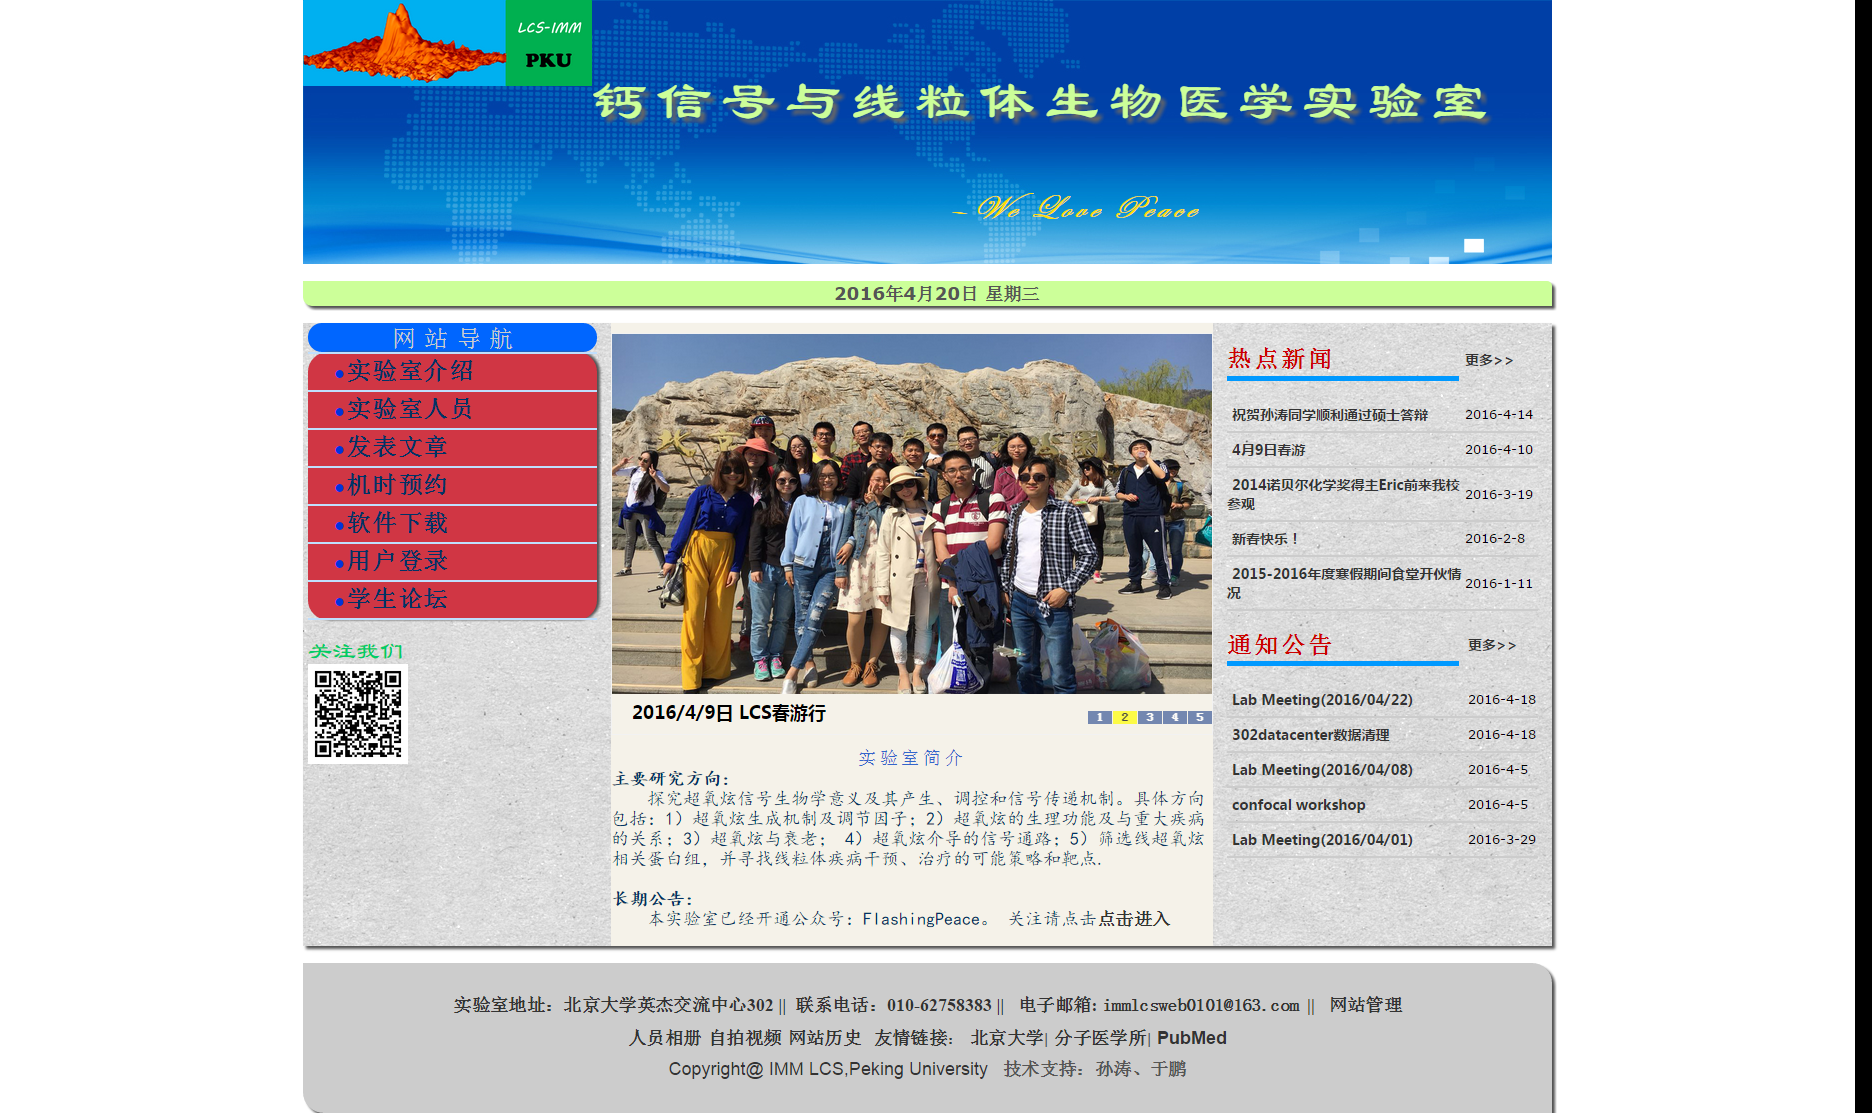 LCS-IMM
PKU
钙信号与线粒体生物医学实验室
- We Love Peace
2016年4月20日 星期三
网站导航
实验室介绍
实验室人员
发表文章
机时预约
软件下载
用户登录
学生论坛
关注我们
2016/4/9日 LCS春游行
1 2 3 4 5
实验室简介
主要研究方向:
探究超氧炫信号生物学意义及其产生、调控和信号传递机制。具体方向
包括: 1) 超氧炫生成机制及调节因子; 2) 超氧炫的生理功能及与重大疾病
的关系; 3) 超氧炫与衰老; 4) 超氧炫介导的信号通路; 5) 筛选线超氧炫
相关蛋白组, 并寻找线粒体疾病干预、治疗的可能策略和靶点.
长期公告:
本实验室已经开通公众号: FlashingPeace。 关注请点击点击进入
热点新闻 更多>>
祝贺孙涛同学顺利通过硕士答辩 2016-4-14
4月9日春游 2016-4-10
2014诺贝尔化学奖得主Eric前来我校
参观 2016-3-19
新春快乐！ 2016-2-8
2015-2016年度寒假期间食堂开伙情
况 2016-1-11
通知公告 更多>>
Lab Meeting(2016/04/22) 2016-4-18
302datacenter数据清理 2016-4-18
Lab Meeting(2016/04/08) 2016-4-5
confocal workshop 2016-4-5
Lab Meeting(2016/04/01) 2016-3-29
实验室地址：北京大学英杰交流中心302 || 联系电话：010-62758383 || 电子邮箱: immlcsweb0101@163.com || 网站管理
人员相册 自拍视频 网站历史 友情链接: 北京大学| 分子医学所| PubMed
Copyright@ IMM LCS,Peking University 技术支持：孙涛、于鹏